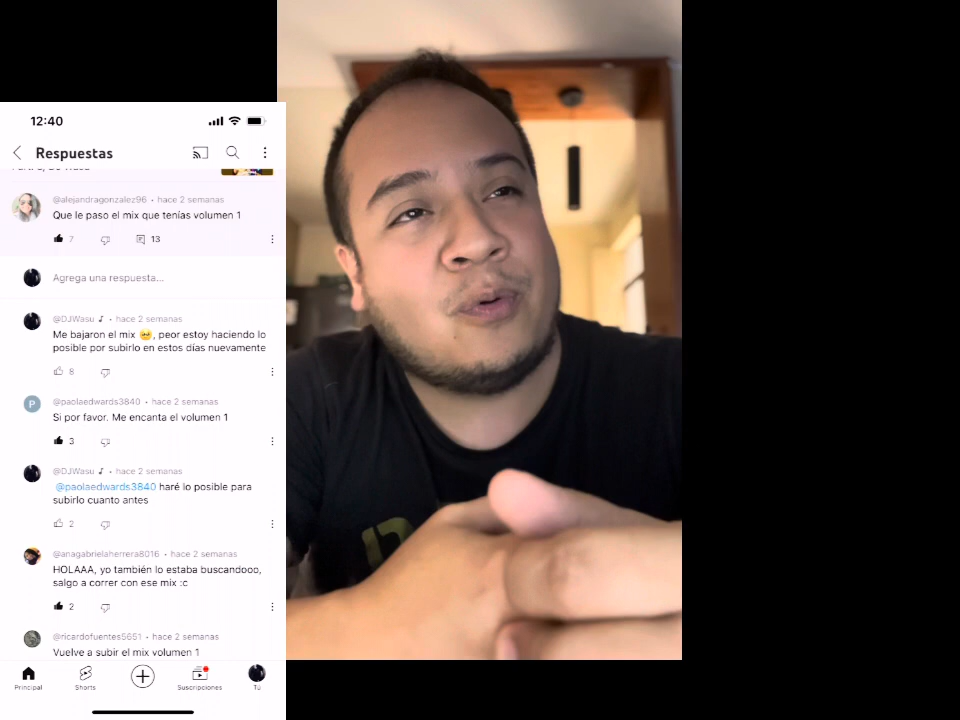 12:40
Respuestas
@alejandragonzalez96 • hace 2 semanas
Que le paso el mix que tenías volumen 1
7
13
Agrega una respuesta...
@DJWasu ♪ • hace 2 semanas
Me bajaron el mix 🥹, peor estoy haciendo lo
posible por subirlo en estos días nuevamente
8
P
@paolaedwards3840 • hace 2 semanas
Si por favor. Me encanta el volumen 1
3
@DJWasu ♪ • hace 2 semanas
@paolaedwards3840 haré lo posible para
subirlo cuanto antes
2
@anagabrielaherrera8016 • hace 2 semanas
HOLAAA, yo también lo estaba buscandooo,
salgo a correr con ese mix :c
2
@ricardofuentes5651 • hace 2 semanas
Vuelve a subir el mix volumen 1
Principal
Shorts
Suscripciones
Tú